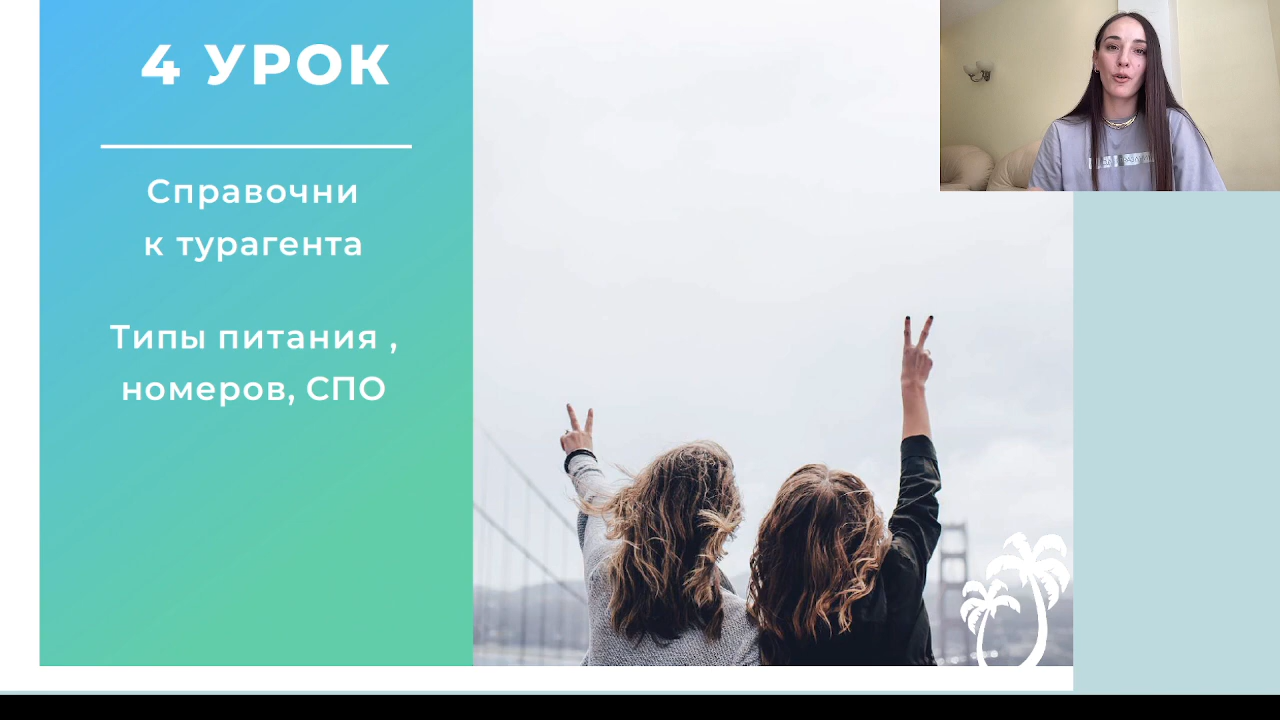 4 УРОК
Справочни
к турагента
Типы питания ,
номеров, СПО